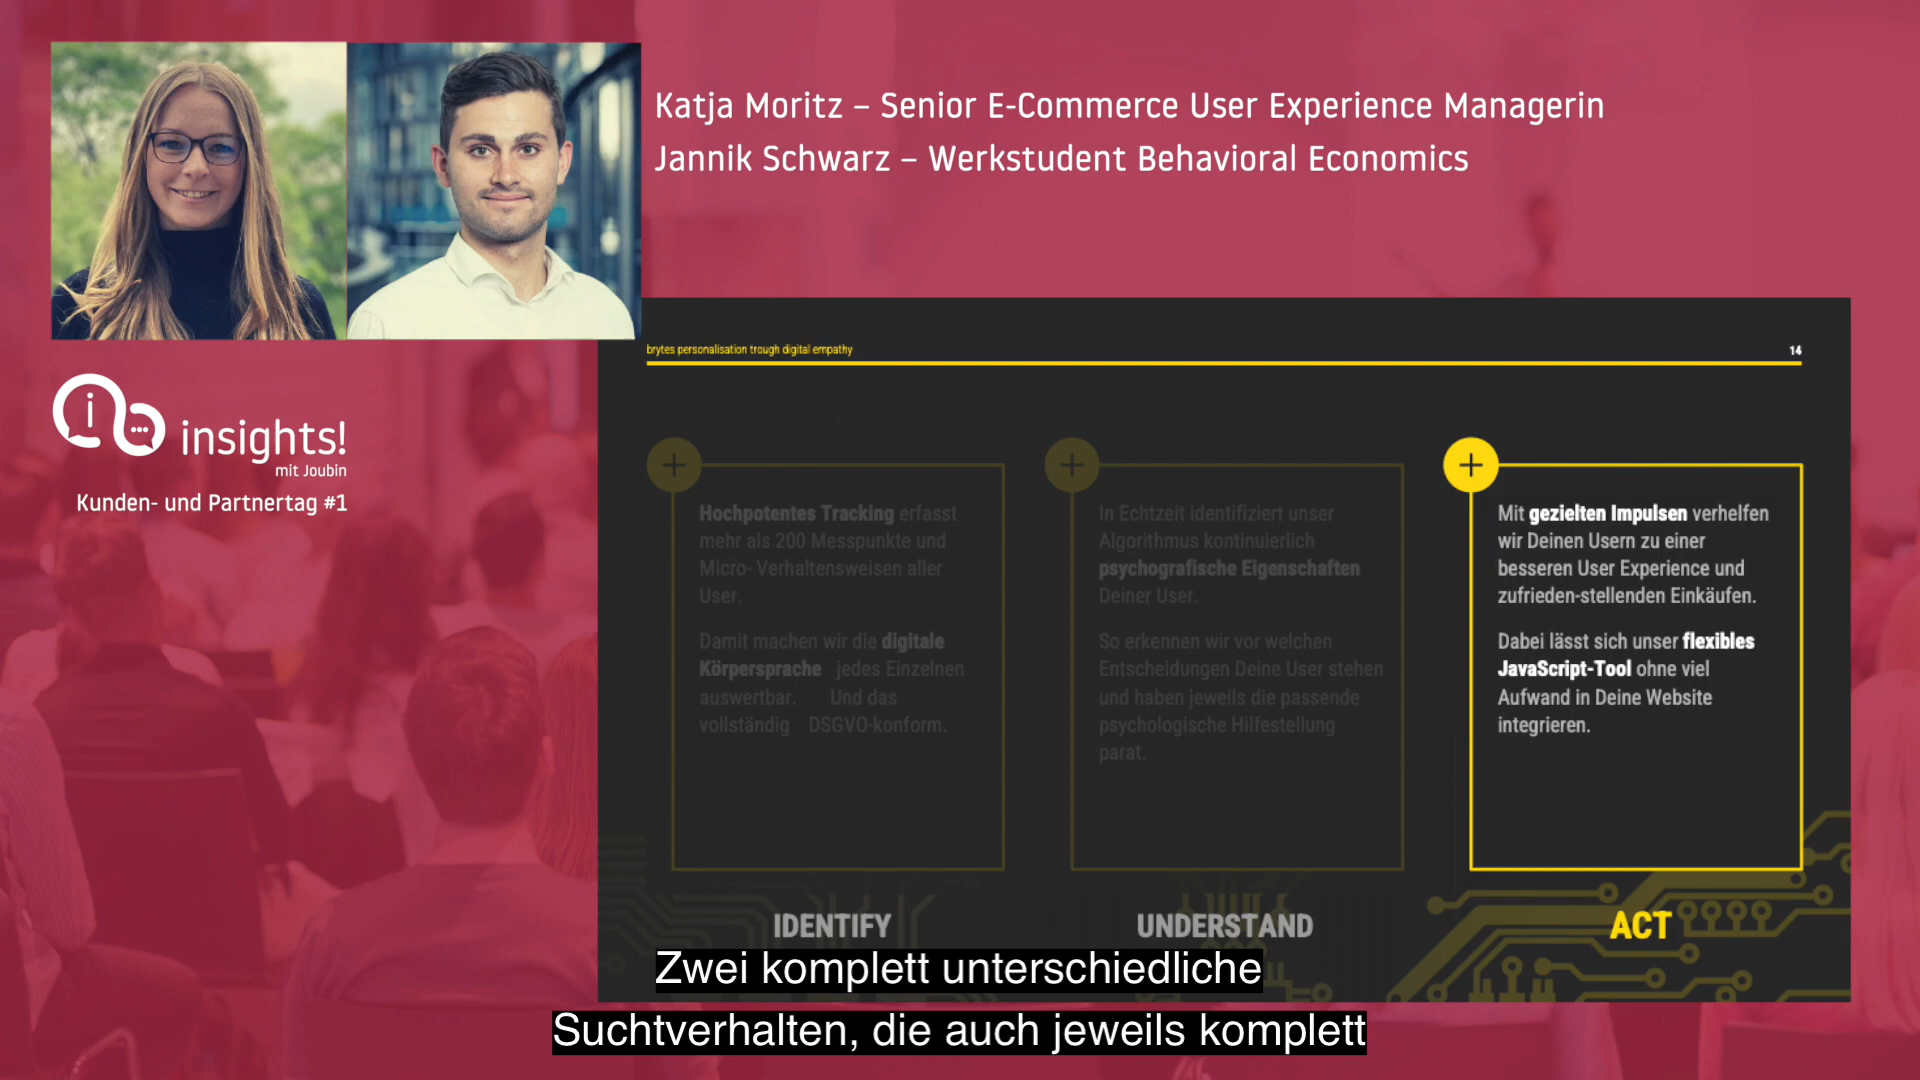 Katja Moritz – Senior E-Commerce User Experience Managerin
Jannik Schwarz – Werkstudent Behavioral Economics
insights!
mit Joubin
Kunden- und Partnertag #1
brytes personalisation trough digital empathy
14
Hochpotentes Tracking erfasst
mehr als 200 Messpunkte und
Micro- Verhaltensweisen aller
User.
Damit machen wir die digitale
Körpersprache jedes Einzelnen
auswertbar. Und das
vollständig DSGVO-konform.
IDENTIFY
In Echtzeit identifiziert unser
Algorithmus kontinuierlich
psychografische Eigenschaften
Deiner User.
So erkennen wir vor welchen
Entscheidungen Deine User stehen
und haben jeweils die passende
psychologische Hilfestellung
parat.
UNDERSTAND
Mit gezielten Impulsen verhelfen
wir Deinen Usern zu einer
besseren User Experience und
zufrieden-stellenden Einkäufen.
Dabei lässt sich unser flexibles
JavaScript-Tool ohne viel
Aufwand in Deine Website
integrieren.
ACT
Zwei komplett unterschiedliche
Suchtverhalten, die auch jeweils komplett